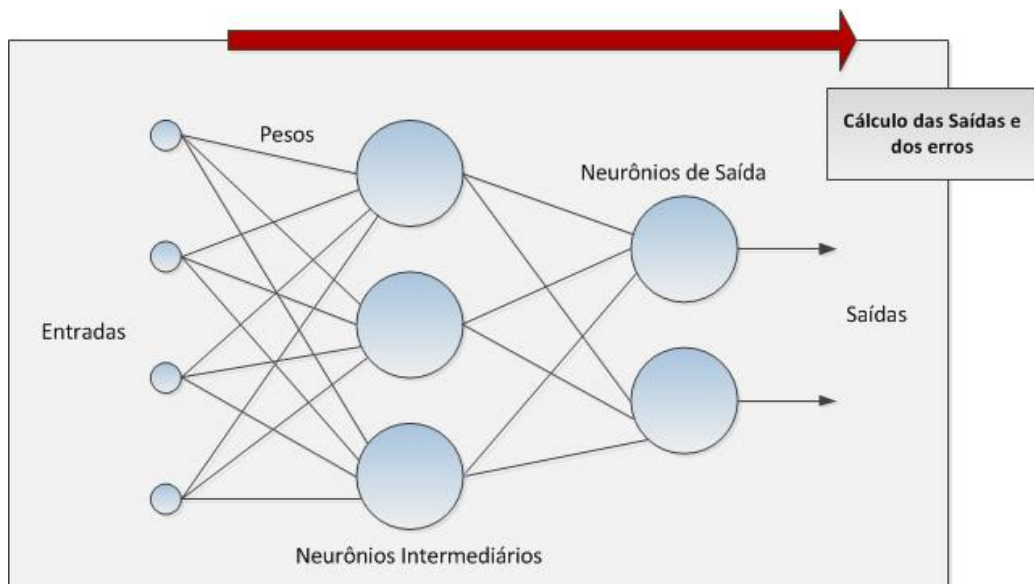 Cálculo das Saídas e
dos erros
Pesos
Neurônios de Saída
Entradas
Saídas
Neurônios Intermediários